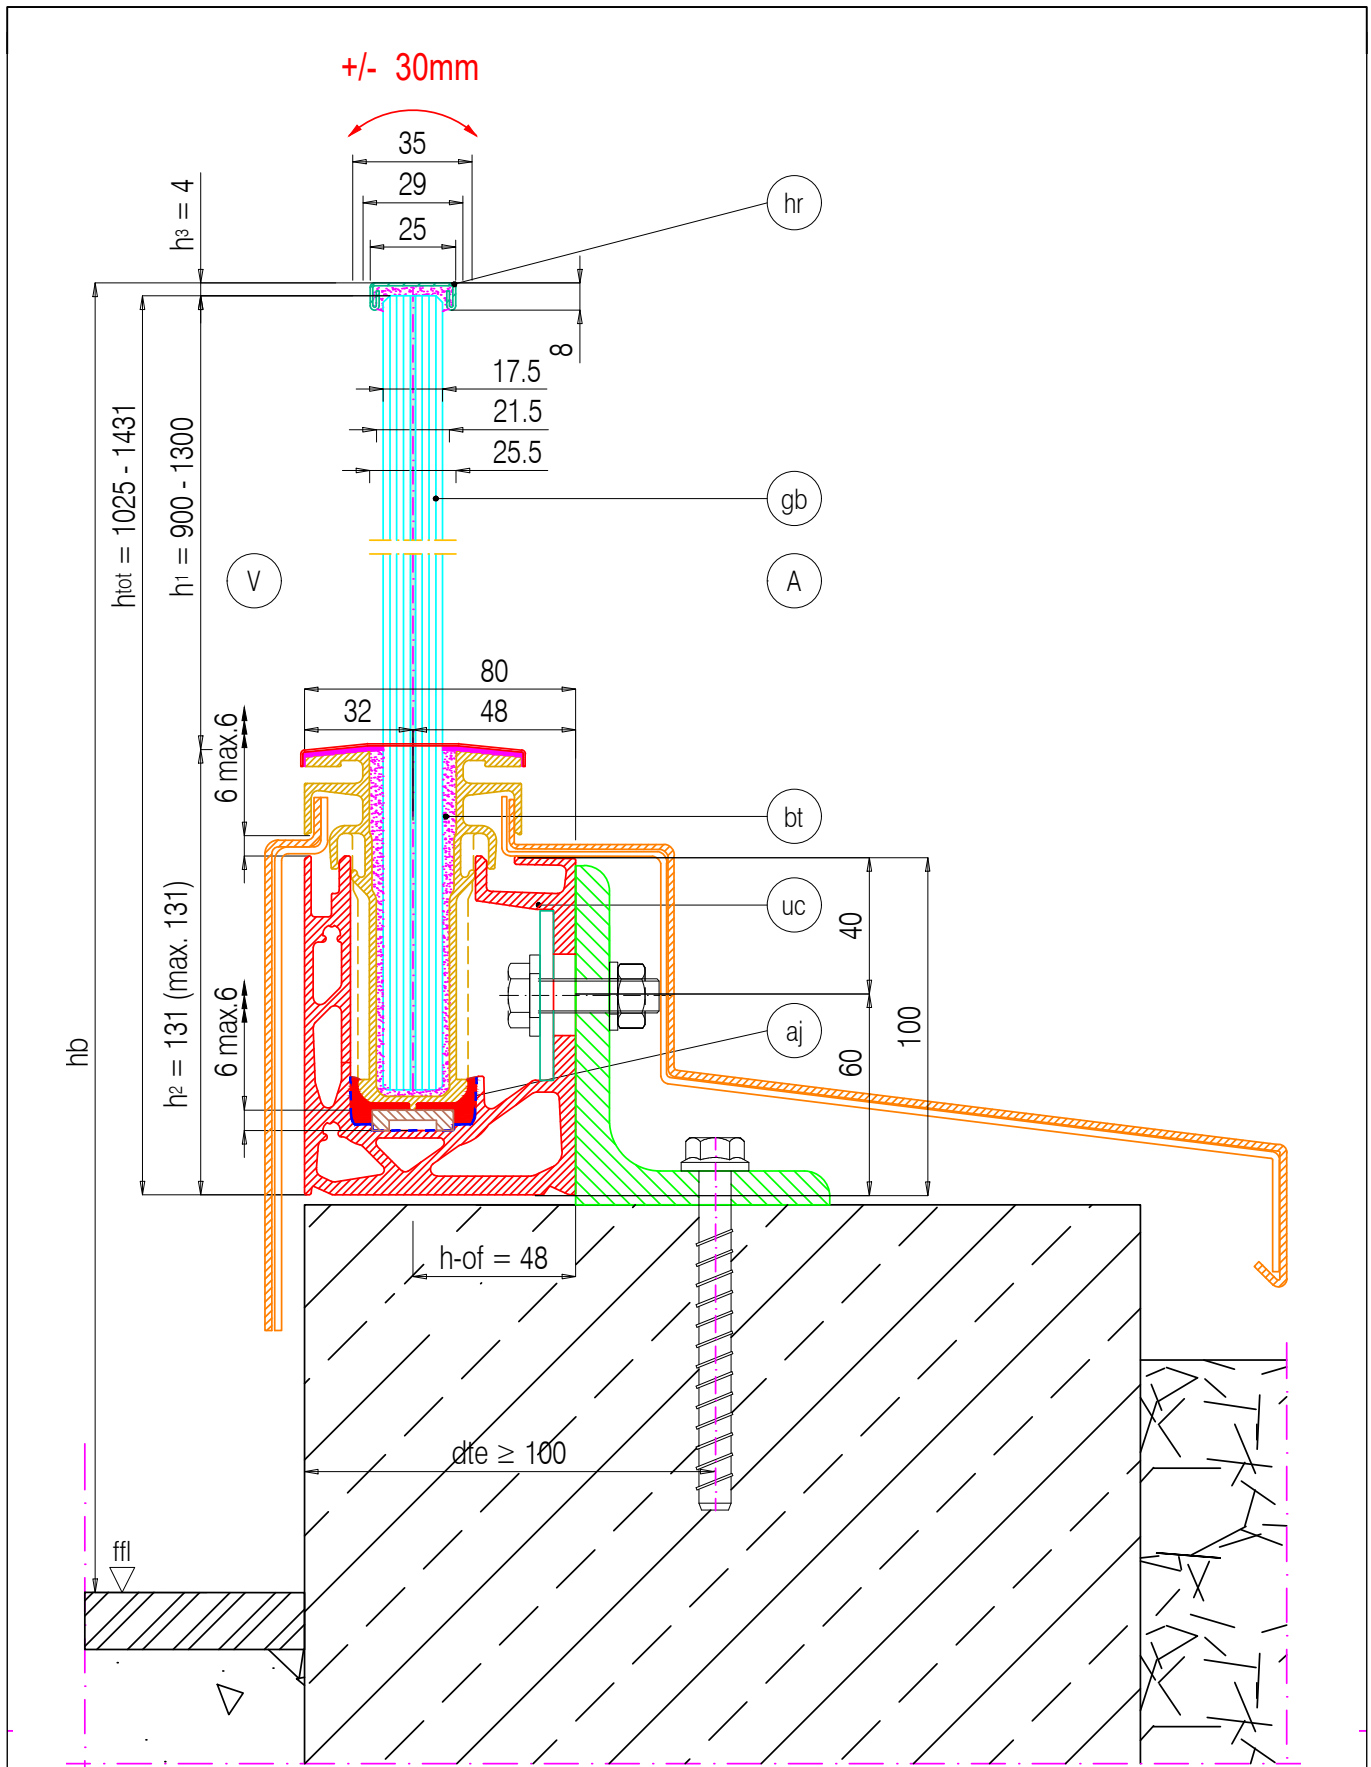 +/- 30mm
35
29
25
hr
h3 = 4
8
17.5
21.5
25.5
gb
htot = 1025 - 1431
h1 = 900 - 1300
V
A
80
32
48
6 max.6
bt
uc
40
h2 = 131 (max. 131)
6 max.6
aj
100
60
hb
h-of = 48
dte ≥ 100
ffl